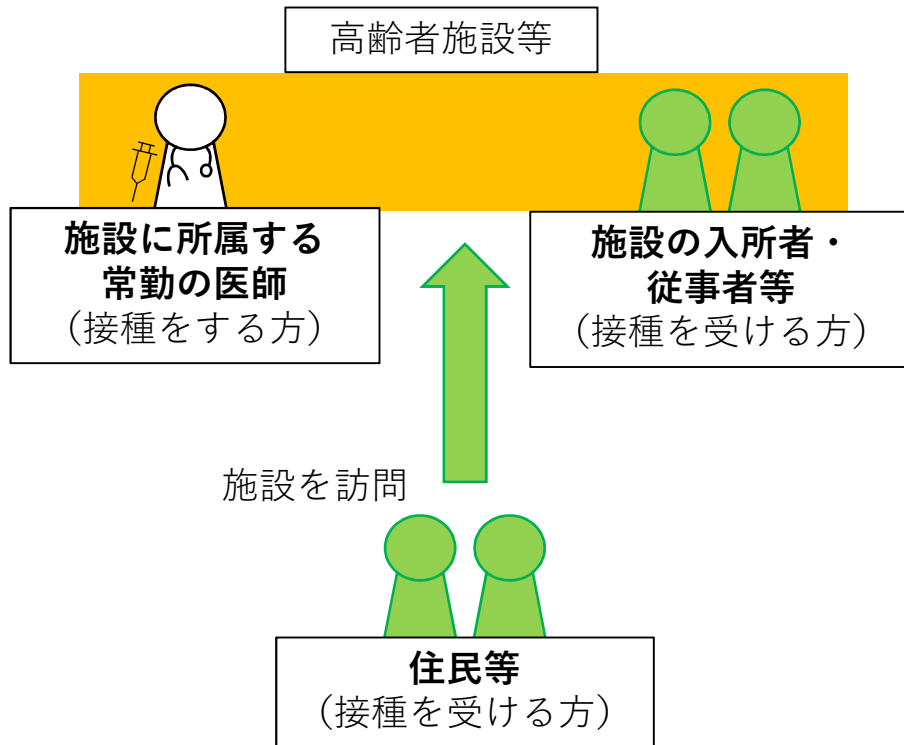 高齢者施設等
施設に所属する
常勤の医師
（接種をする方）
施設の入所者・
従事者等
（接種を受ける方）
施設を訪問
住民等
（接種を受ける方）